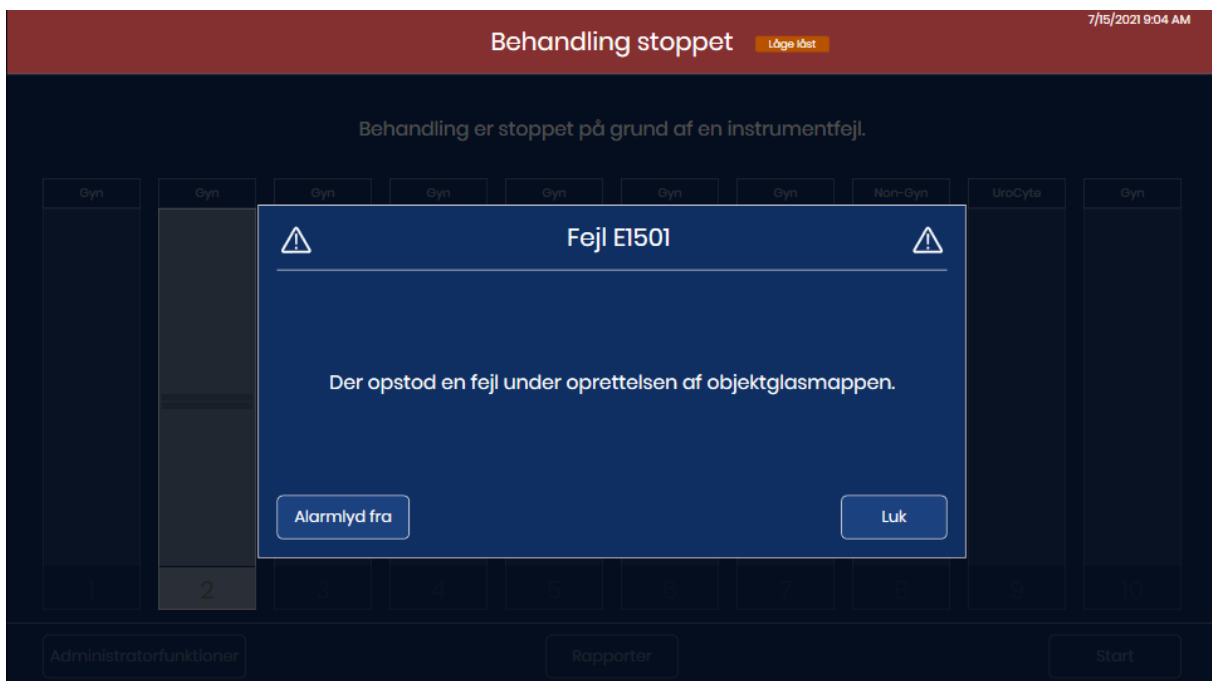 7/15/2021 9:04 AM
Behandling stoppet Låge låst
Behandling er stoppet på grund af en instrumentfejl.
Gyn Gyn Gyn Gyn Gyn Gyn Gyn Non-Gyn UroCyte Gyn
Fejl E1501
Der opstod en fejl under oprettelsen af objektglasmappen.
Alarmlyd fra Luk
1 2 3 4 5 6 7 8 9 10
Administratorfunktioner Rapporter Start